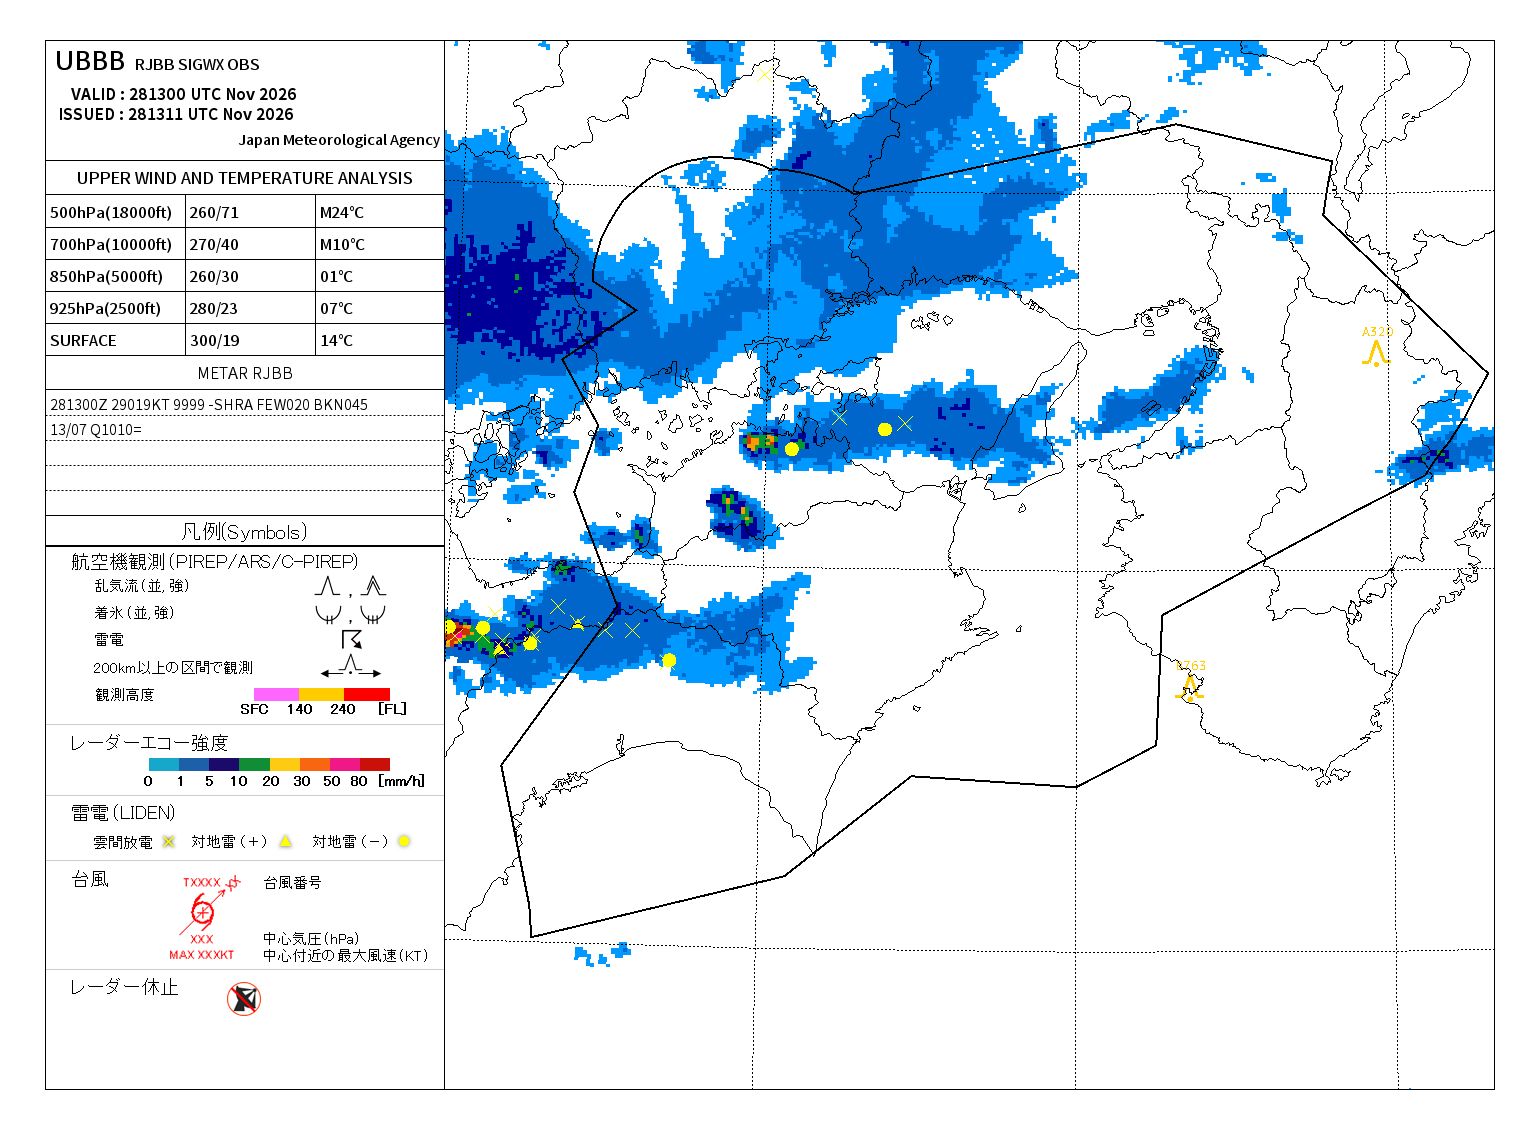 UBBB RJBB SIGWX OBS
VALID : 281300 UTC Nov 2026
ISSUED : 281311 UTC Nov 2026
Japan Meteorological Agency
UPPER WIND AND TEMPERATURE ANALYSIS
500hPa(18000ft) 260/71 M24℃
700hPa(10000ft) 270/40 M10℃
850hPa(5000ft) 260/30 01℃
925hPa(2500ft) 280/23 07℃
SURFACE 300/19 14℃
METAR RJBB
281300Z 29019KT 9999 -SHRA FEW020 BKN045
13/07 Q1010=
凡例(Symbols)
航空機観測(PIREP/ARS/C-PIREP)
乱気流(並,強)
着氷(並,強)
雷電
200km以上の区間で観測
観測高度
SFC 140 240 [FL]
レーダーエコー強度
0 1 5 10 20 30 50 80 [mm/h]
雷電(LIDEN)
雲間放電 対地雷(+) 対地雷(-)
台風
TXXXX
台風番号
XXX
中心気圧(hPa)
MAX XXXKT
中心付近の最大風速(KT)
レーダー休止
A320